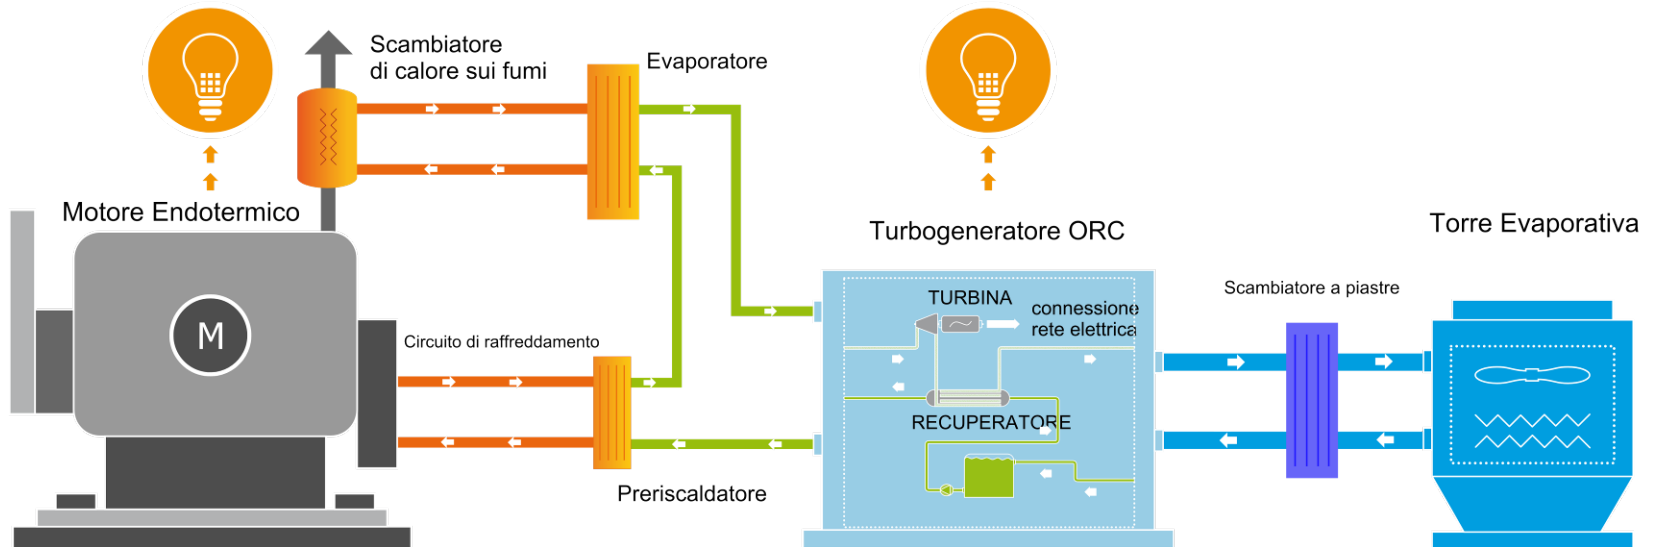 Scambiatore
di calore sui fumi
Evaporatore
Motore Endotermico
M
Circuito di raffreddamento
Preriscaldatore
Turbogeneratore ORC
TURBINA
connessione
rete elettrica
RECUPERATORE
Scambiatore a piastre
Torre Evaporativa